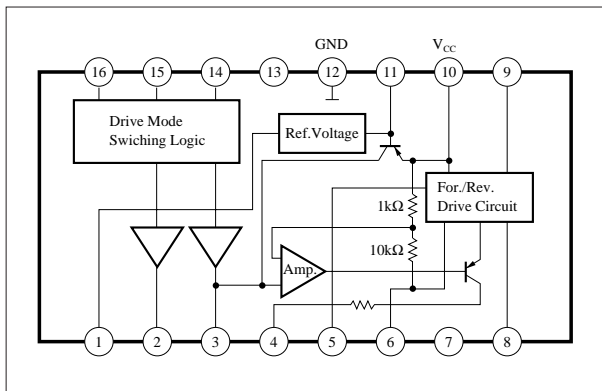 GND
V_CC
16
15
14
13
12
11
10
9
Drive Mode
Swiching Logic
Ref.Voltage
For./Rev.
Drive Circuit
1kΩ
10kΩ
Amp.
1
2
3
4
5
6
7
8